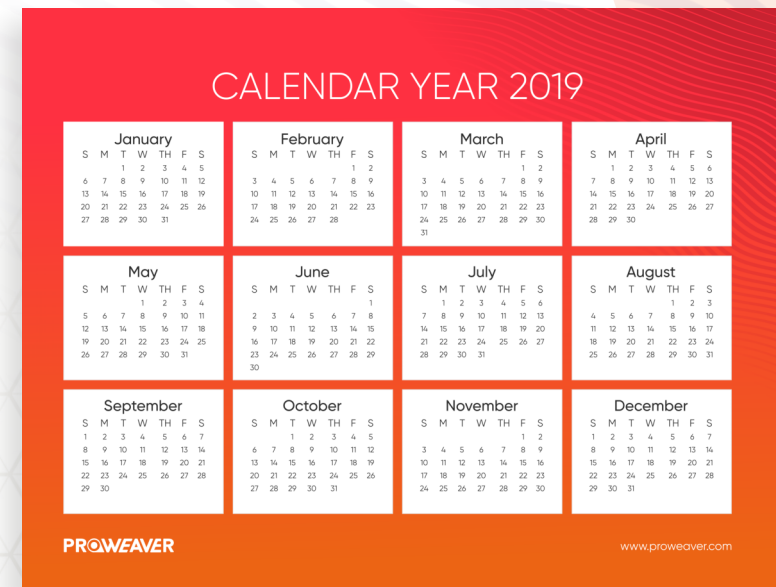 CALENDAR YEAR 2019
January
S M T W TH F S
1 2 3 4 5
6 7 8 9 10 11 12
13 14 15 16 17 18 19
20 21 22 23 24 25 26
27 28 29 30 31
February
S M T W TH F S
1 2
3 4 5 6 7 8 9
10 11 12 13 14 15 16
17 18 19 20 21 22 23
24 25 26 27 28
March
S M T W TH F S
1 2
3 4 5 6 7 8 9
10 11 12 13 14 15 16
17 18 19 20 21 22 23
24 25 26 27 28 29 30
31
April
S M T W TH F S
1 2 3 4 5 6
7 8 9 10 11 12 13
14 15 16 17 18 19 20
21 22 23 24 25 26 27
28 29 30
May
S M T W TH F S
1 2 3 4
5 6 7 8 9 10 11
12 13 14 15 16 17 18
19 20 21 22 23 24 25
26 27 28 29 30 31
June
S M T W TH F S
1
2 3 4 5 6 7 8
9 10 11 12 13 14 15
16 17 18 19 20 21 22
23 24 25 26 27 28 29
30
July
S M T W TH F S
1 2 3 4 5 6
7 8 9 10 11 12 13
14 15 16 17 18 19 20
21 22 23 24 25 26 27
28 29 30 31
August
S M T W TH F S
1 2 3
4 5 6 7 8 9 10
11 12 13 14 15 16 17
18 19 20 21 22 23 24
25 26 27 28 29 30 31
September
S M T W TH F S
1 2 3 4 5 6 7
8 9 10 11 12 13 14
15 16 17 18 19 20 21
22 23 24 25 26 27 28
29 30
October
S M T W TH F S
1 2 3 4 5
6 7 8 9 10 11 12
13 14 15 16 17 18 19
20 21 22 23 24 25 26
27 28 29 30 31
November
S M T W TH F S
1 2
3 4 5 6 7 8 9
10 11 12 13 14 15 16
17 18 19 20 21 22 23
24 25 26 27 28 29 30
December
S M T W TH F S
1 2 3 4 5 6 7
8 9 10 11 12 13 14
15 16 17 18 19 20 21
22 23 24 25 26 27 28
29 30 31
PROWEAVER
www.proweaver.com